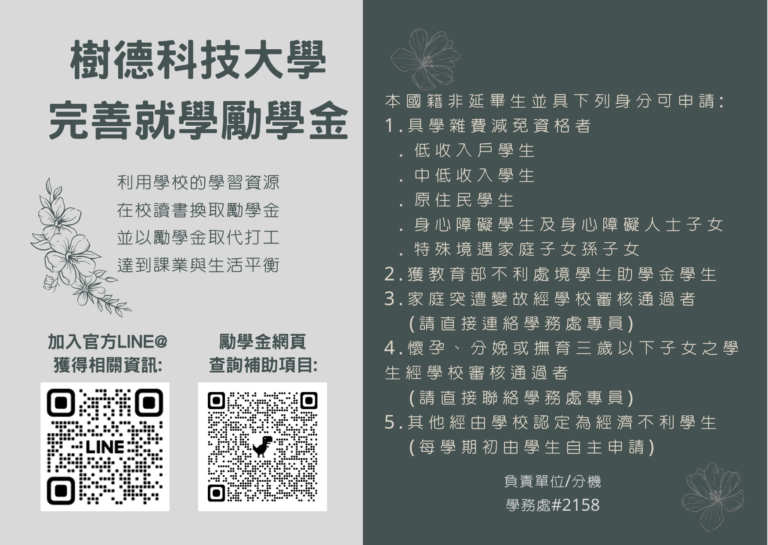 樹德科技大學
完善就學勵學金
利用學校的學習資源
在校讀書換取勵學金
並以勵學金取代打工
達到課業與生活平衡
加入官方LINE@
獲得相關資訊:
勵學金網頁
查詢補助項目:
LINE
本國籍非延畢生並具下列身分可申請:
1.具學雜費減免資格者
. 低收入戶學生
. 中低收入學生
. 原住民學生
. 身心障礙學生及身心障礙人士子女
. 特殊境遇家庭子女孫子女
2.獲教育部不利處境學生助學金學生
3.家庭突遭變故經學校審核通過者
(請直接連絡學務處專員)
4.懷孕、分娩或撫育三歲以下子女之學
生經學校審核通過者
(請直接聯絡學務處專員)
5.其他經由學校認定為經濟不利學生
(每學期初由學生自主申請)
負責單位/分機
學務處#2158